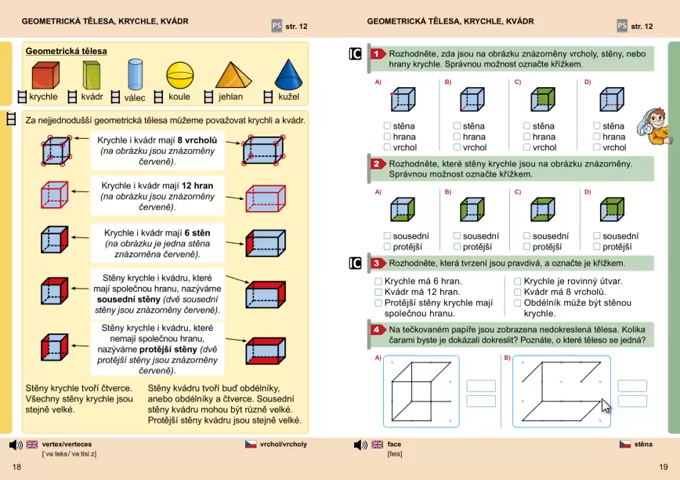 GEOMETRICKÁ TĚLESA, KRYCHLE, KVÁDR
PS str. 12
Geometrická tělesa
krychle
kvádr
válec
koule
jehlan
kužel
Za nejjednodušší geometrická tělesa můžeme považovat krychli a kvádr.
Krychle i kvádr mají 8 vrcholů
(na obrázku jsou znázorněny
červeně).
Krychle i kvádr mají 12 hran
(na obrázku jsou znázorněny
červeně).
Krychle i kvádr mají 6 stěn
(na obrázku je jedna stěna
znázorněna červeně).
Stěny krychle i kvádru, které
mají společnou hranu, nazýváme
sousední stěny (dvě sousední
stěny jsou znázorněny červeně).
Stěny krychle i kvádru, které
nemají společnou hranu,
nazýváme protější stěny (dvě
protější stěny jsou znázorněny
červeně).
Stěny krychle tvoří čtverce.
Všechny stěny krychle jsou
stejně velké.
Stěny kvádru tvoří buď obdélníky,
anebo obdélníky a čtverce. Sousední
stěny kvádru mohou být různě velké.
Protější stěny kvádru jsou stejně velké.
vertex/verteces
vrchol/vrcholy
18
GEOMETRICKÁ TĚLESA, KRYCHLE, KVÁDR
PS str. 12
1 Rozhodněte, zda jsou na obrázku znázorněny vrcholy, stěny, nebo
hrany krychle. Správnou možnost označte křížkem.
A) B) C) D)
stěna stěna stěna stěna
hrana hrana hrana hrana
vrchol vrchol vrchol vrchol
2 Rozhodněte, které stěny krychle jsou na obrázku znázorněny.
Správnou možnost označte křížkem.
A) B) C) D)
sousední sousední sousední sousední
protější protější protější protější
3 Rozhodněte, která tvrzení jsou pravdivá, a označte je křížkem.
Krychle má 6 hran.
Kvádr má 12 hran.
Protější stěny krychle mají
společnou hranu.
Krychle je rovinný útvar.
Kvádr má 8 vrcholů.
Obdélník může být stěnou
krychle.
4 Na tečkovaném papíře jsou zobrazena nedokreslená tělesa. Kolika
čarami byste je dokázali dokreslit? Poznáte, o které těleso se jedná?
A) B)
face
[feis]
stěna
19